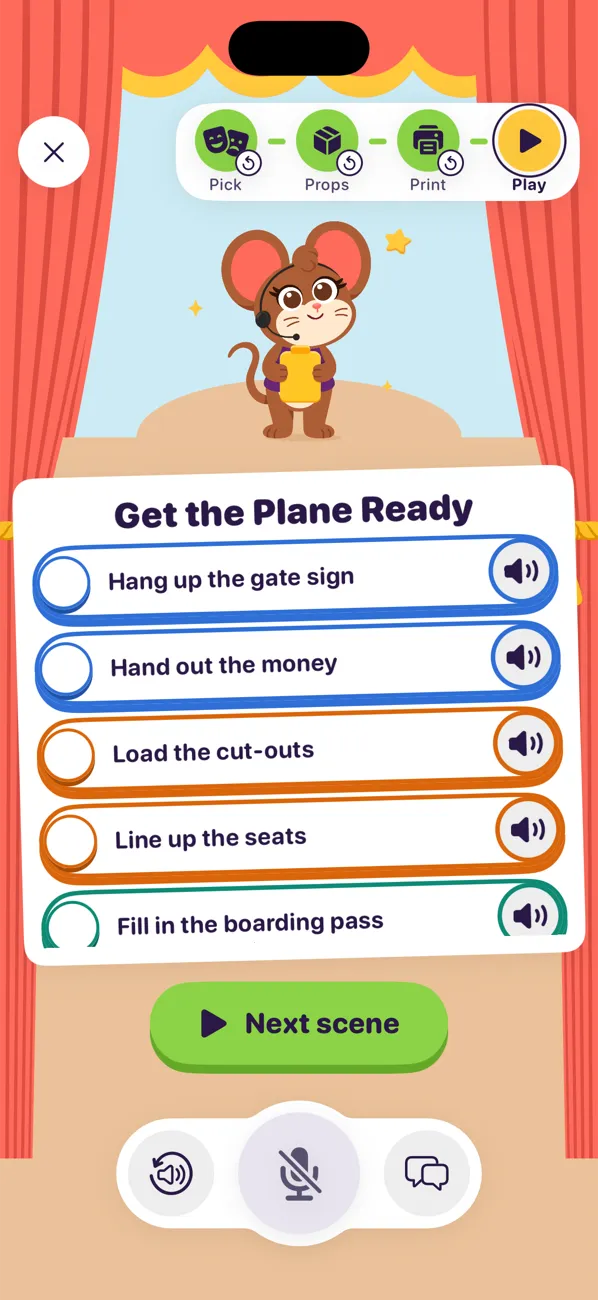 Pick
Props
Print
Play
Get the Plane Ready
Hang up the gate sign
Hand out the money
Load the cut-outs
Line up the seats
Fill in the boarding pass
Next scene